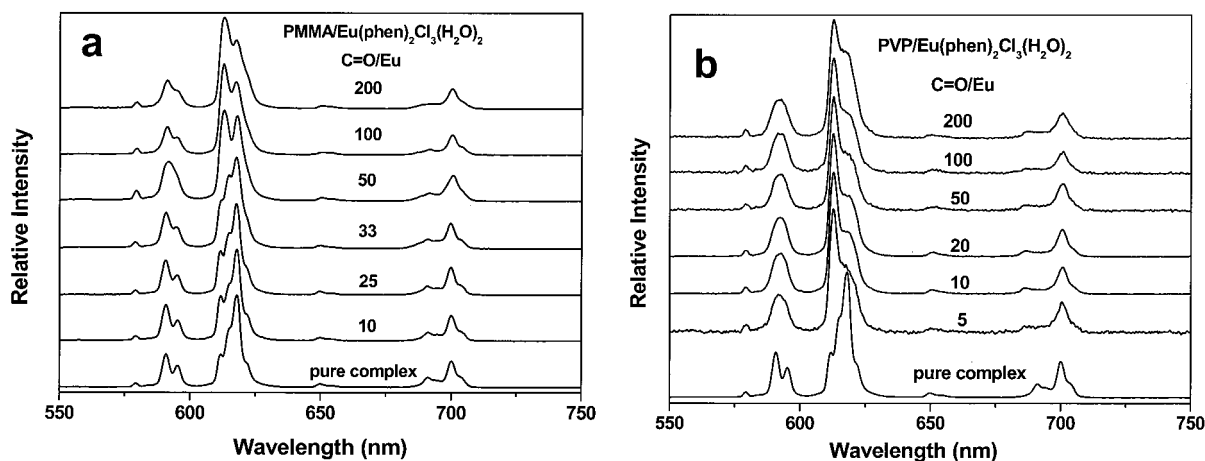 a
PMMA/Eu(phen)₂Cl₃(H₂O)₂
C=O/Eu
200
100
50
33
25
10
pure complex
Relative Intensity
550 600 650 700 750
Wavelength (nm)
b
PVP/Eu(phen)₂Cl₃(H₂O)₂
C=O/Eu
200
100
50
20
10
5
pure complex
Relative Intensity
550 600 650 700 750
Wavelength (nm)